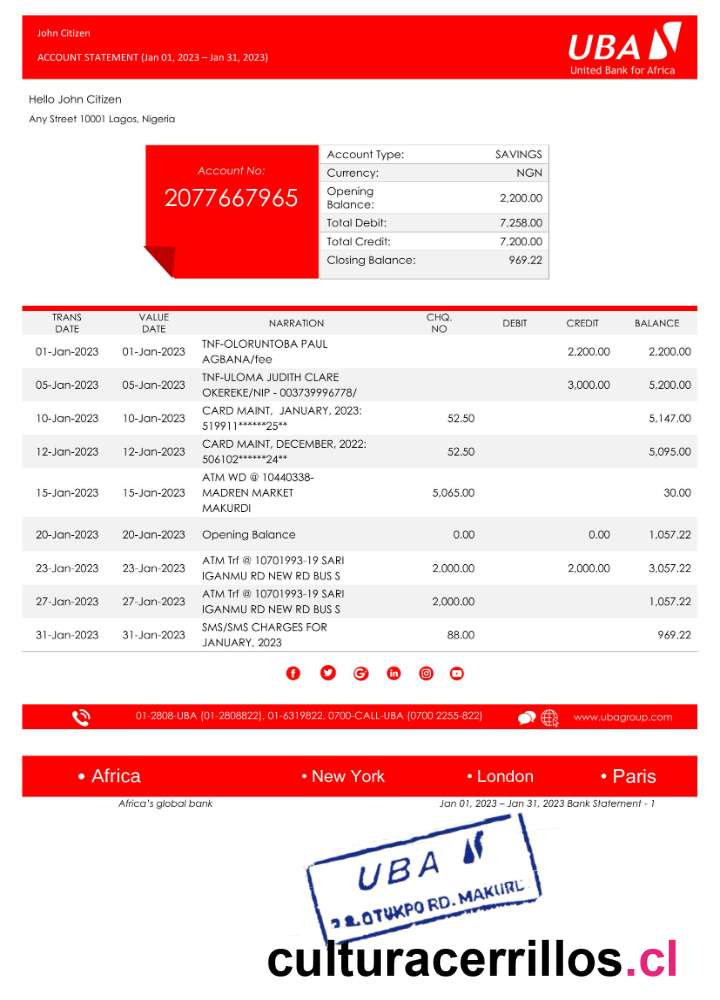 John Citizen
ACCOUNT STATEMENT (Jan 01, 2023 – Jan 31, 2023)
UBA
United Bank for Africa
Hello John Citizen
Any Street 10001 Lagos, Nigeria
Account No:
2077667965
Account Type: SAVINGS
Currency: NGN
Opening
Balance: 2,200.00
Total Debit: 7,258.00
Total Credit: 7,200.00
Closing Balance: 969.22
TRANS DATE VALUE DATE NARRATION CHQ. NO DEBIT CREDIT BALANCE
01-Jan-2023 01-Jan-2023 TNF-OLORUNTOBA PAUL
AGBANA/fee 2,200.00 2,200.00
05-Jan-2023 05-Jan-2023 TNF-ULOMA JUDITH CLARE
OKEREKE/NIP - 003739996778/ 3,000.00 5,200.00
10-Jan-2023 10-Jan-2023 CARD MAINT, JANUARY, 2023:
519911******25** 52.50 5,147.00
12-Jan-2023 12-Jan-2023 CARD MAINT, DECEMBER, 2022:
506102******24** 52.50 5,095.00
15-Jan-2023 15-Jan-2023 ATM WD @ 10440338-
MADREN MARKET
MAKURDI 5,065.00 30.00
20-Jan-2023 20-Jan-2023 Opening Balance 0.00 0.00 1,057.22
23-Jan-2023 23-Jan-2023 ATM Trf @ 10701993-19 SARI
IGANMU RD NEW RD BUS S 2,000.00 2,000.00 3,057.22
27-Jan-2023 27-Jan-2023 ATM Trf @ 10701993-19 SARI
IGANMU RD NEW RD BUS S 2,000.00 1,057.22
31-Jan-2023 31-Jan-2023 SMS/SMS CHARGES FOR
JANUARY, 2023 88.00 969.22
01-2808-UBA (01-2808822), 01-6319822, 0700-CALL-UBA (0700 2255-822) www.ubagroup.com
• Africa • New York • London • Paris
Africa's global bank Jan 01, 2023 – Jan 31, 2023 Bank Statement - 1
UBA
OTUKPO RD. MAKURD
culturacerrillos.cl